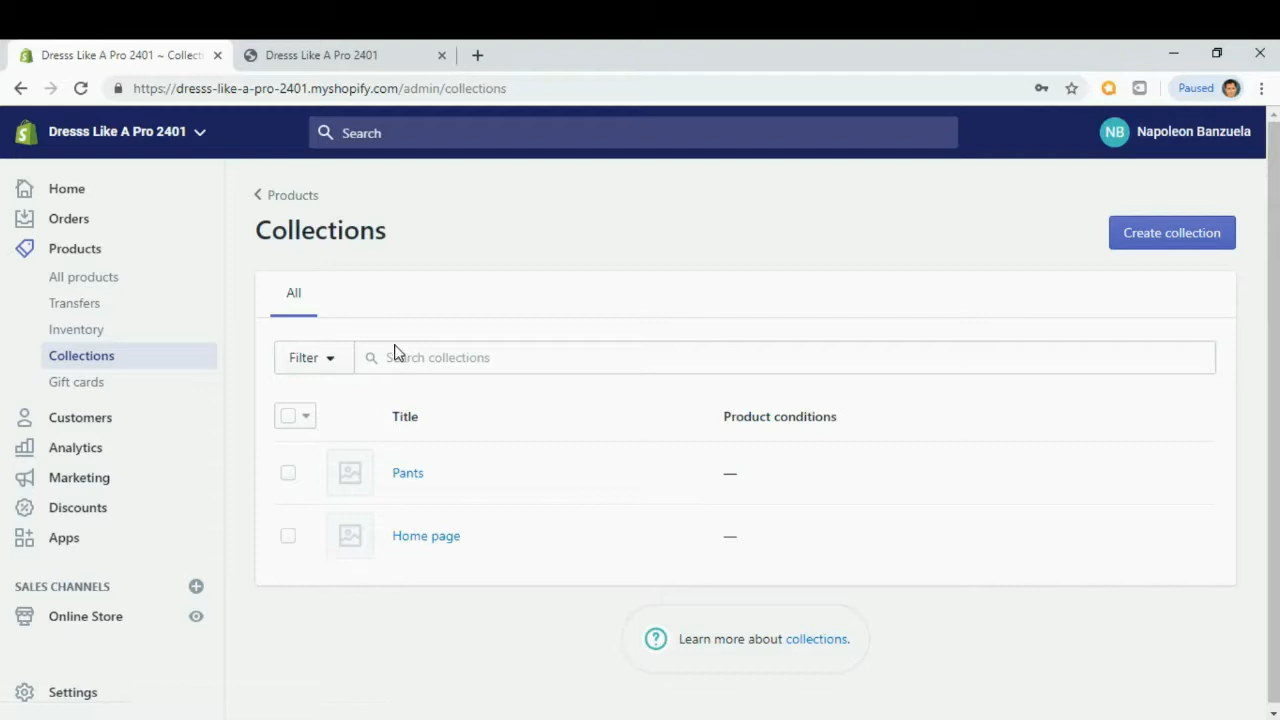 Dresss Like A Pro 2401 ~ Collect
Dresss Like A Pro 2401
https://dresss-like-a-pro-2401.myshopify.com/admin/collections
Paused
Dresss Like A Pro 2401
Search
NB
Napoleon Banzuela
Home
Orders
Products
All products
Transfers
Inventory
Collections
Gift cards
Customers
Analytics
Marketing
Discounts
Apps
SALES CHANNELS
Online Store
Settings
Products
Collections
Create collection
All
Filter
Search collections
Title
Product conditions
Pants
—
Home page
—
Learn more about collections.